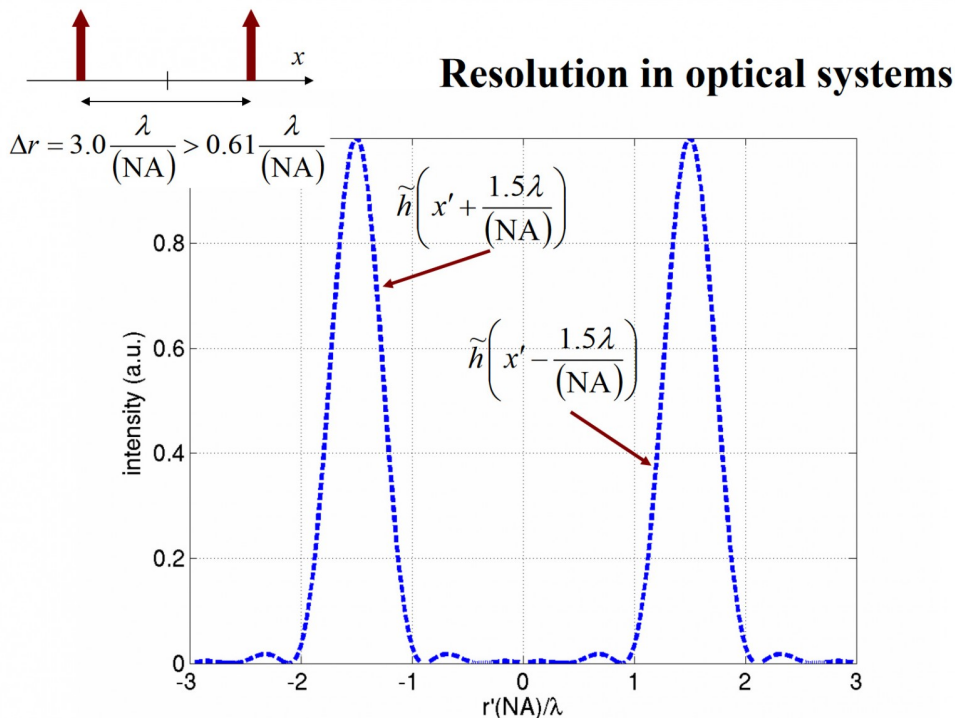 x
Resolution in optical systems
Δr = 3.0 λ/(NA) > 0.61 λ/(NA)
h̃(x′ + 1.5λ/(NA))
h̃(x′ − 1.5λ/(NA))
intensity (a.u.)
0.8
0.6
0.4
0.2
0
-3 -2 -1 0 1 2 3
r'(NA)/λ